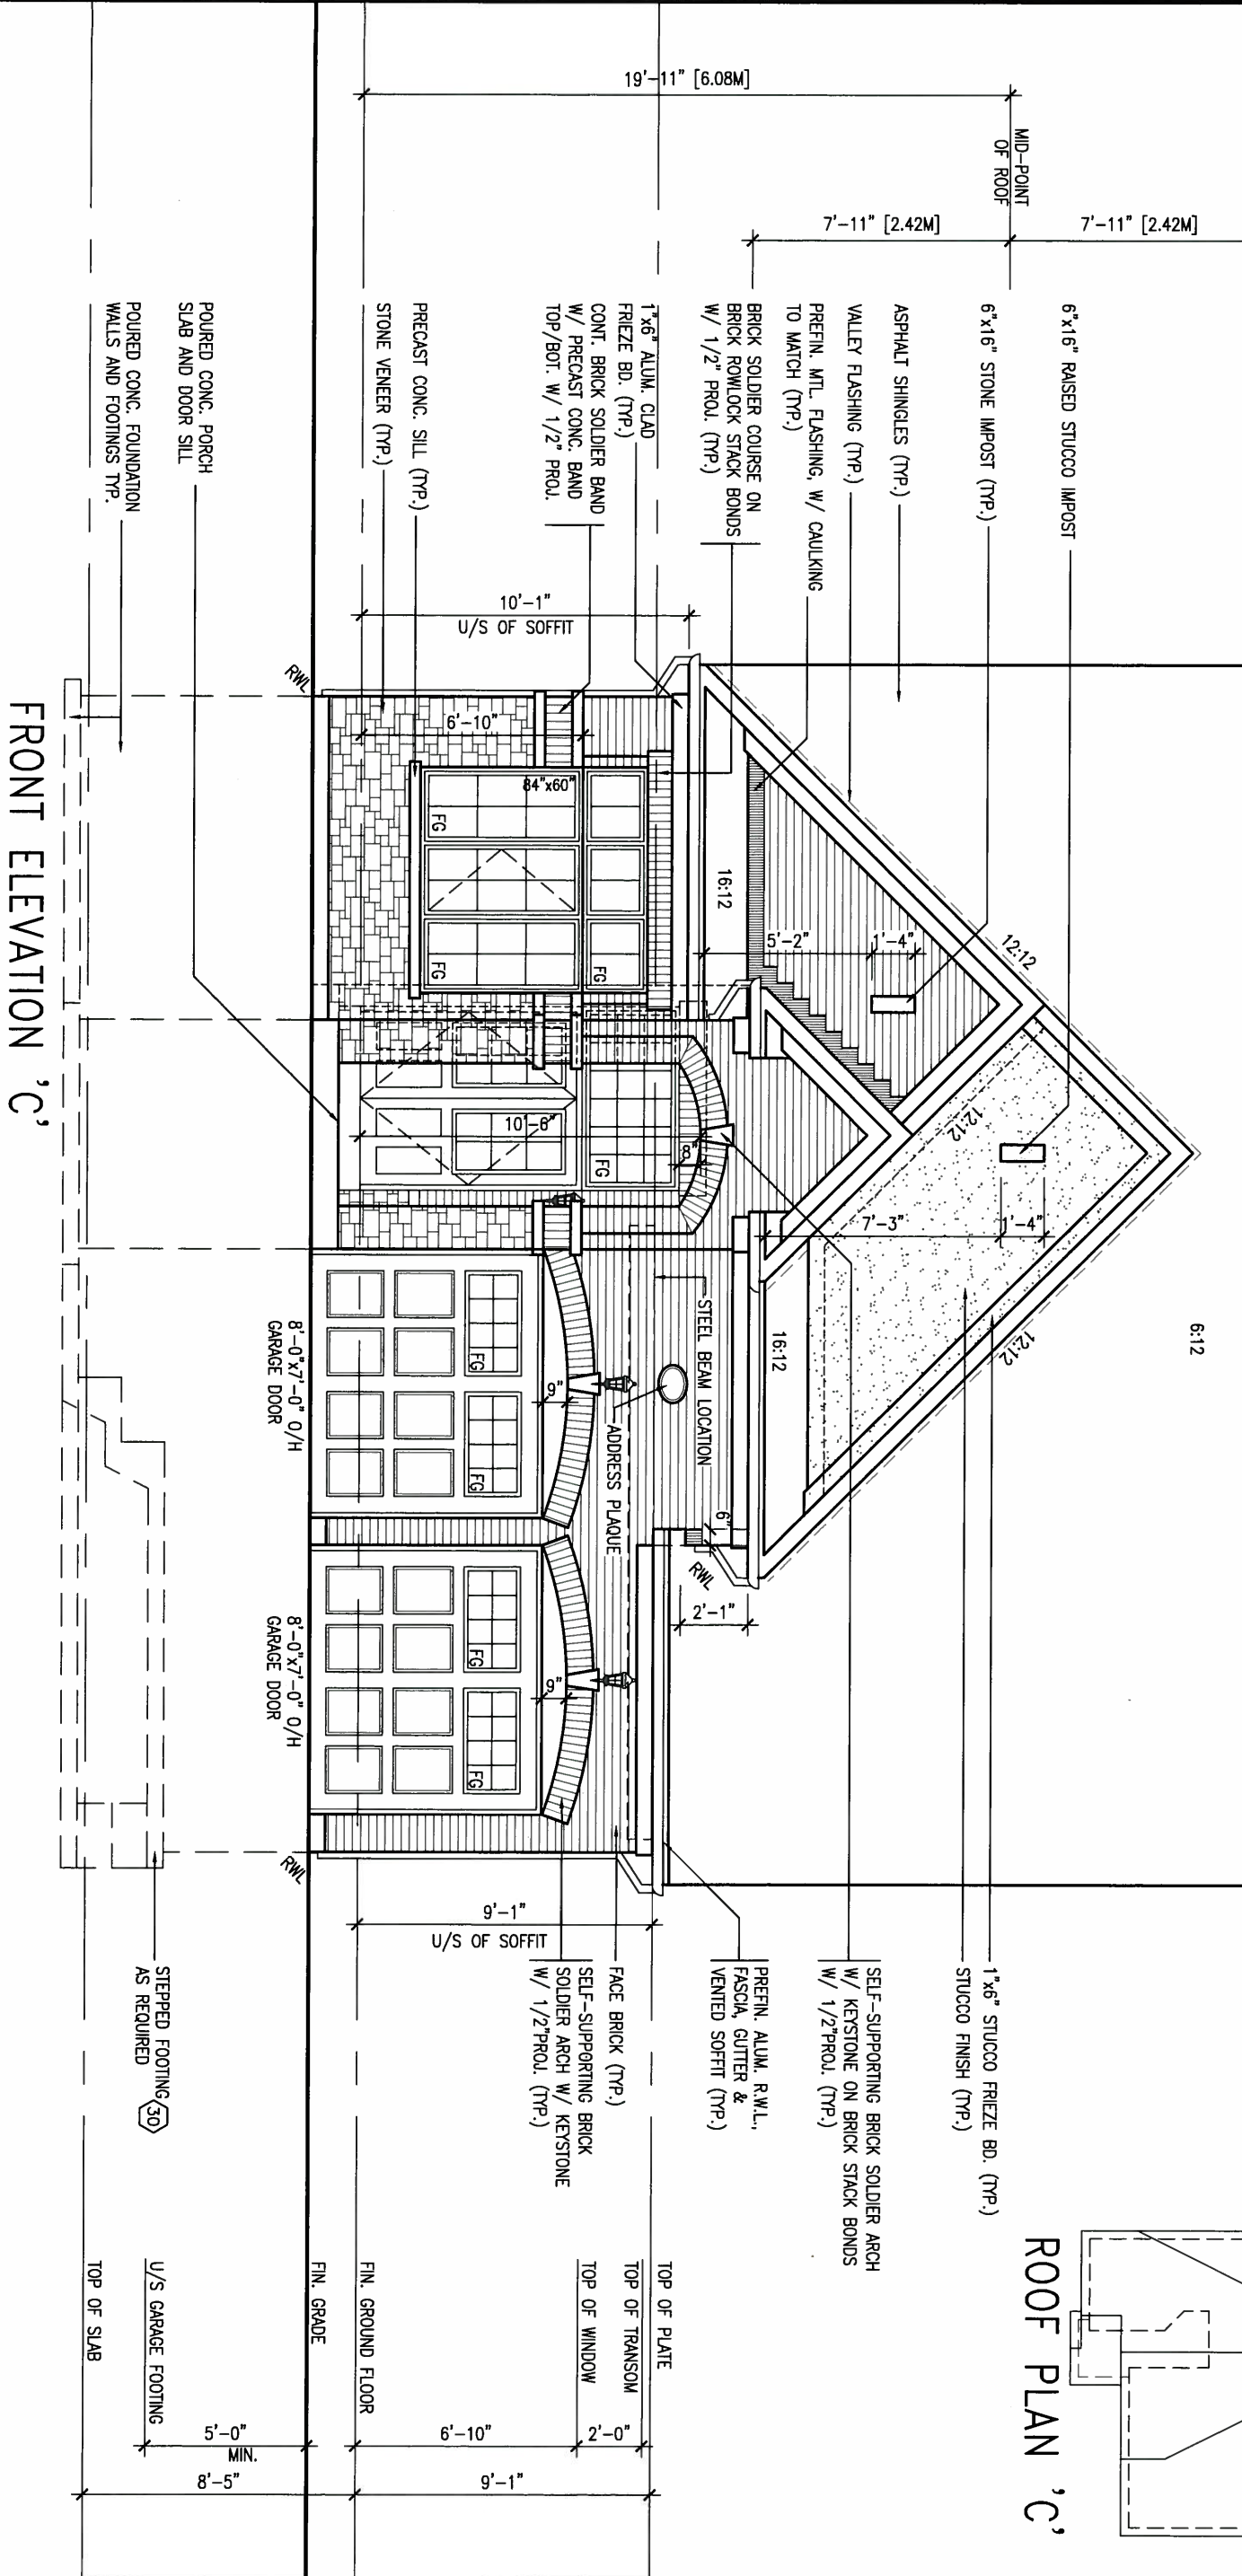 19'-11" [6.08M]
MID-POINT
OF ROOF
7'-11" [2.42M]
7'-11" [2.42M]
6"x16" RAISED STUCCO IMPOST
6"x16" STONE IMPOST (TYP.)
ASPHALT SHINGLES (TYP.)
VALLEY FLASHING (TYP.)
PREFIN. MTL. FLASHING, W/ CAULKING
TO MATCH (TYP.)
BRICK SOLDIER COURSE ON
BRICK ROWLOCK STACK BONDS
W/ 1/2" PROJ. (TYP.)
1"x6" ALUM. CLAD
FRIEZE BD. (TYP.)
CONT. BRICK SOLDIER BAND
W/ PRECAST CONC. BAND
TOP/BOT. W/ 1/2" PROJ.
PRECAST CONC. SILL (TYP.)
STONE VENEER (TYP.)
POURED CONC. PORCH
SLAB AND DOOR SILL
POURED CONC. FOUNDATION
WALLS AND FOOTINGS TYP.
10'-1"
U/S OF SOFFIT
RWL
6'-10"
84"x60"
FG
FG
FG
16:12
5'-2"
1'-4"
12:12
12:12
12:12
7'-3"
1'-4"
6:12
10'-6"
8"
FG
16:12
STEEL BEAM LOCATION
ADDRESS PLAQUE
6"
RWL
2'-1"
9"
FG
FG
8'-0"x7'-0" O/H
GARAGE DOOR
9"
FG
FG
8'-0"x7'-0" O/H
GARAGE DOOR
RWL
9'-1"
U/S OF SOFFIT
1"x6" STUCCO FRIEZE BD. (TYP.)
STUCCO FINISH (TYP.)
SELF-SUPPORTING BRICK SOLDIER ARCH
W/ KEYSTONE ON BRICK STACK BONDS
W/ 1/2"PROJ. (TYP.)
PREFIN. ALUM. R.W.L.,
FASCIA, GUTTER &
VENTED SOFFIT (TYP.)
FACE BRICK (TYP.)
SELF-SUPPORTING BRICK
SOLDIER ARCH W/ KEYSTONE
W/ 1/2"PROJ. (TYP.)
STEPPED FOOTING 30
AS REQUIRED
TOP OF PLATE
TOP OF TRANSOM
TOP OF WINDOW
FIN. GROUND FLOOR
FIN. GRADE
U/S GARAGE FOOTING
TOP OF SLAB
2'-0"
6'-10"
5'-0"
MIN.
9'-1"
8'-5"
FRONT ELEVATION 'C'
ROOF PLAN 'C'